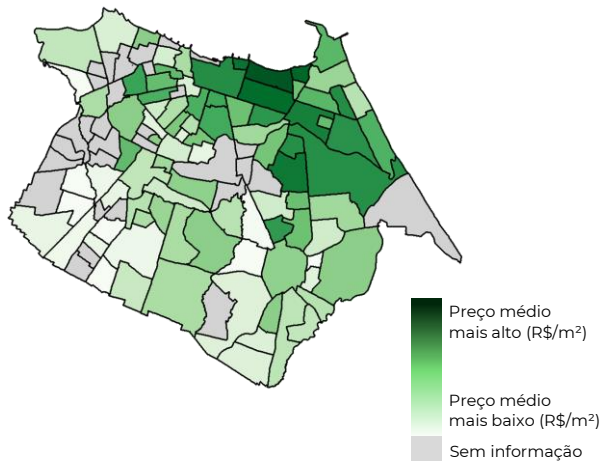 Preço médio
mais alto (R$/m²)
Preço médio
mais baixo (R$/m²)
Sem informação